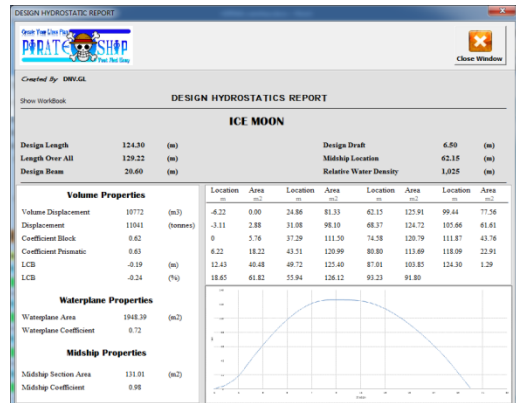 DESIGN HYDROSTATIC REPORT
PIRATE SHIP
Close Window
Created By DNV.GL
Show WorkBook
DESIGN HYDROSTATICS REPORT
ICE MOON
Design Length 124.30 (m) Design Draft 6.50 (m)
Length Over All 129.22 (m) Midship Location 62.15 (m)
Design Beam 20.60 (m) Relative Water Density 1,025 (m)
Volume Properties
Volume Displacement 10772 (m3)
Displacement 11041 (tonnes)
Coefficient Block 0.62
Coefficient Prismatic 0.63
LCB -0.19 (m)
LCB -0.24 (%)
Waterplane Properties
Waterplane Area 1948.39 (m2)
Waterplane Coefficient 0.72
Midship Properties
Midship Section Area 131.01 (m2)
Midship Coefficient 0.98
Location Area Location Area Location Area Location Area
m m2 m m2 m m2 m m2
-6.22 0.00 24.86 81.33 62.15 125.91 99.44 77.56
-3.11 2.88 31.08 98.10 68.37 124.72 105.66 61.61
0 5.76 37.29 111.50 74.58 120.79 111.87 43.76
6.22 18.22 43.51 120.99 80.80 113.69 118.09 22.91
12.43 40.48 49.72 125.40 87.01 103.85 124.30 1.29
18.65 61.82 55.94 126.12 93.23 91.80